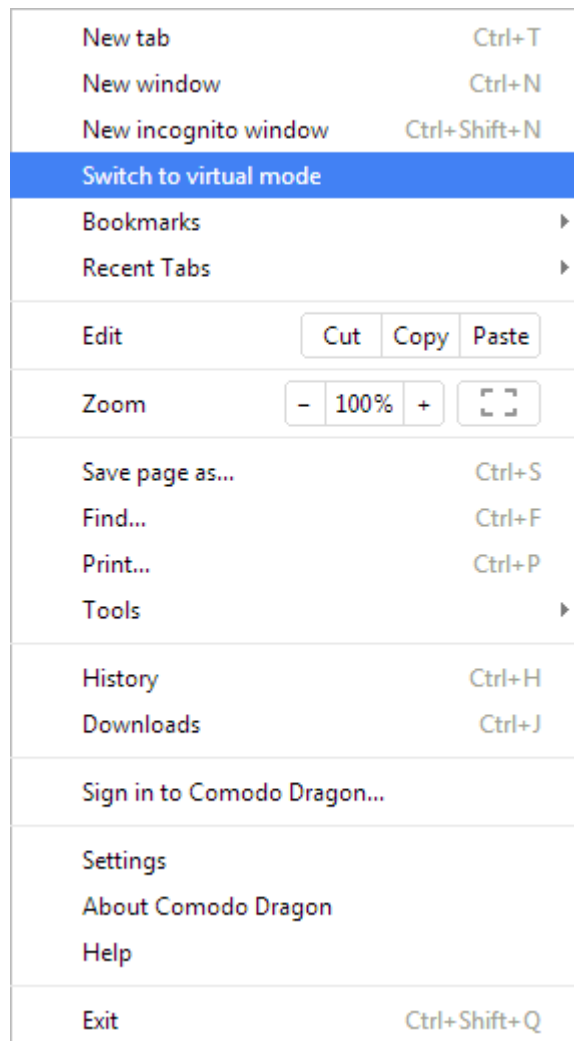 New tab Ctrl+T
New window Ctrl+N
New incognito window Ctrl+Shift+N
Switch to virtual mode
Bookmarks
Recent Tabs
Edit Cut Copy Paste
Zoom − 100% +
Save page as... Ctrl+S
Find... Ctrl+F
Print... Ctrl+P
Tools
History Ctrl+H
Downloads Ctrl+J
Sign in to Comodo Dragon...
Settings
About Comodo Dragon
Help
Exit Ctrl+Shift+Q